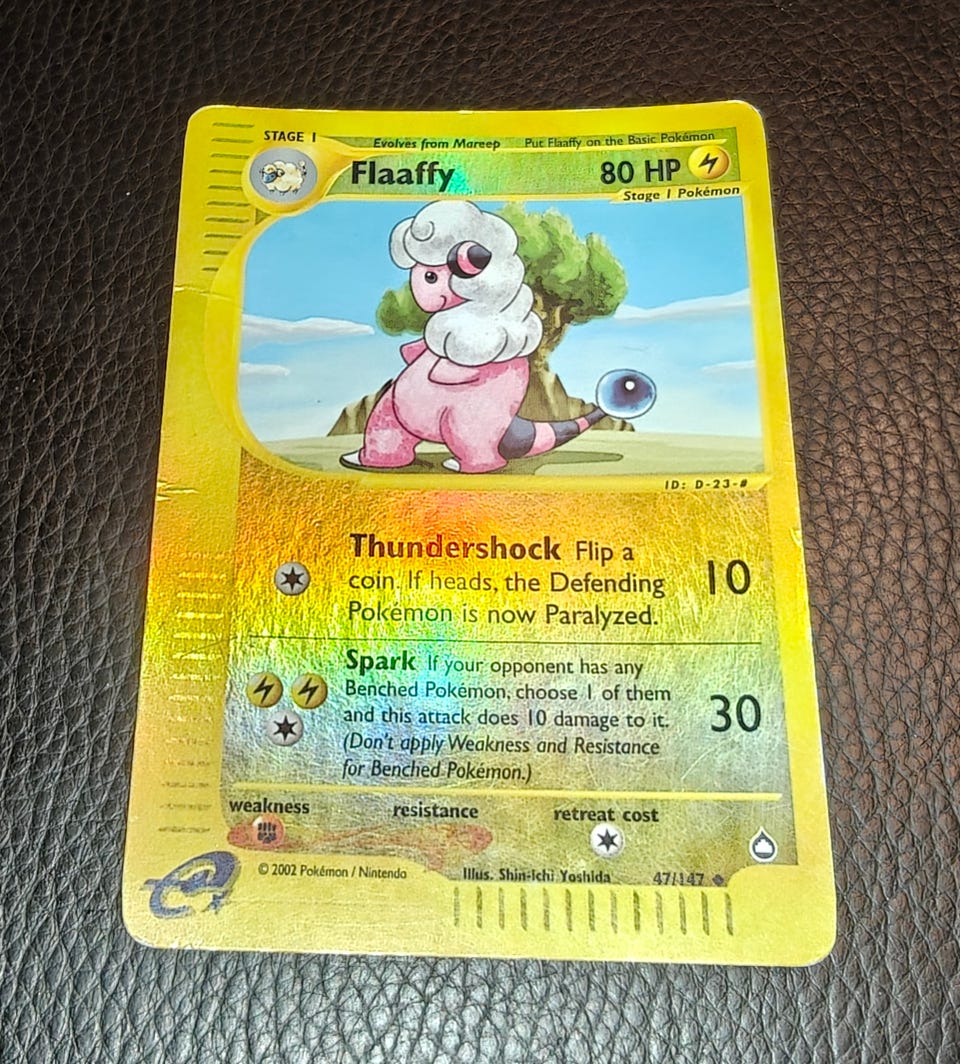 STAGE 1
Evolves from Mareep Put Flaaffy on the Basic Pokémon
Flaaffy 80 HP
Stage 1 Pokémon
ID: D-23-#
Thundershock Flip a
coin. If heads, the Defending
Pokémon is now Paralyzed.
10
Spark If your opponent has any
Benched Pokémon, choose 1 of them
and this attack does 10 damage to it.
(Don't apply Weakness and Resistance
for Benched Pokémon.)
30
weakness resistance retreat cost
e
© 2002 Pokémon / Nintendo Illus. Shin-ichi Yoshida 47/147